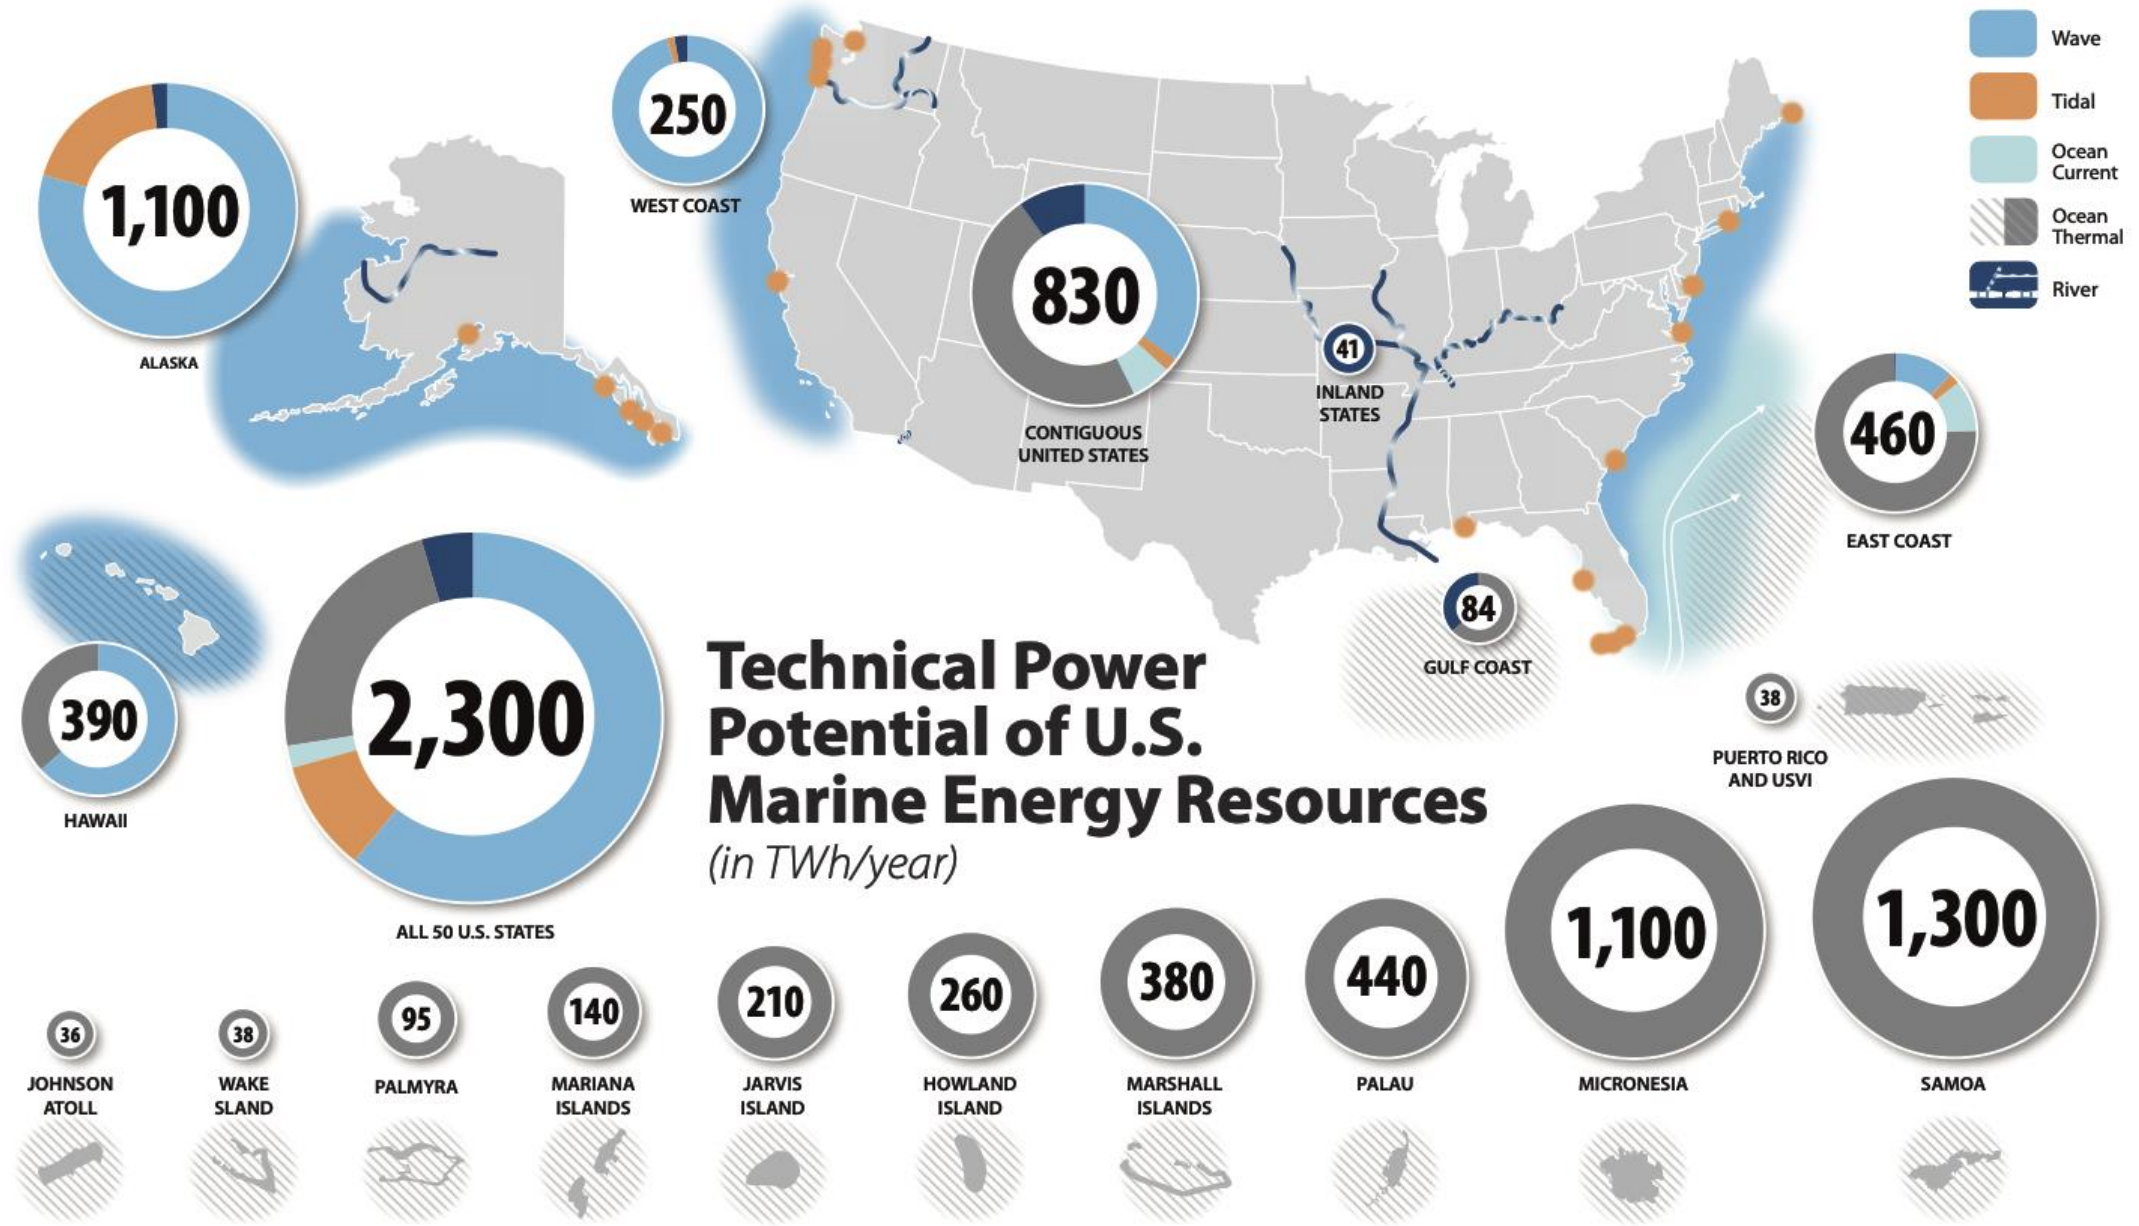 Wave
Tidal
Ocean
Current
Ocean
Thermal
River
1,100
ALASKA
250
WEST COAST
830
CONTIGUOUS
UNITED STATES
41
INLAND
STATES
460
EAST COAST
84
GULF COAST
390
HAWAII
2,300
ALL 50 U.S. STATES
Technical Power
Potential of U.S.
Marine Energy Resources
(in TWh/year)
38
PUERTO RICO
AND USVI
36
JOHNSON
ATOLL
38
WAKE
SLAND
95
PALMYRA
140
MARIANA
ISLANDS
210
JARVIS
ISLAND
260
HOWLAND
ISLAND
380
MARSHALL
ISLANDS
440
PALAU
1,100
MICRONESIA
1,300
SAMOA